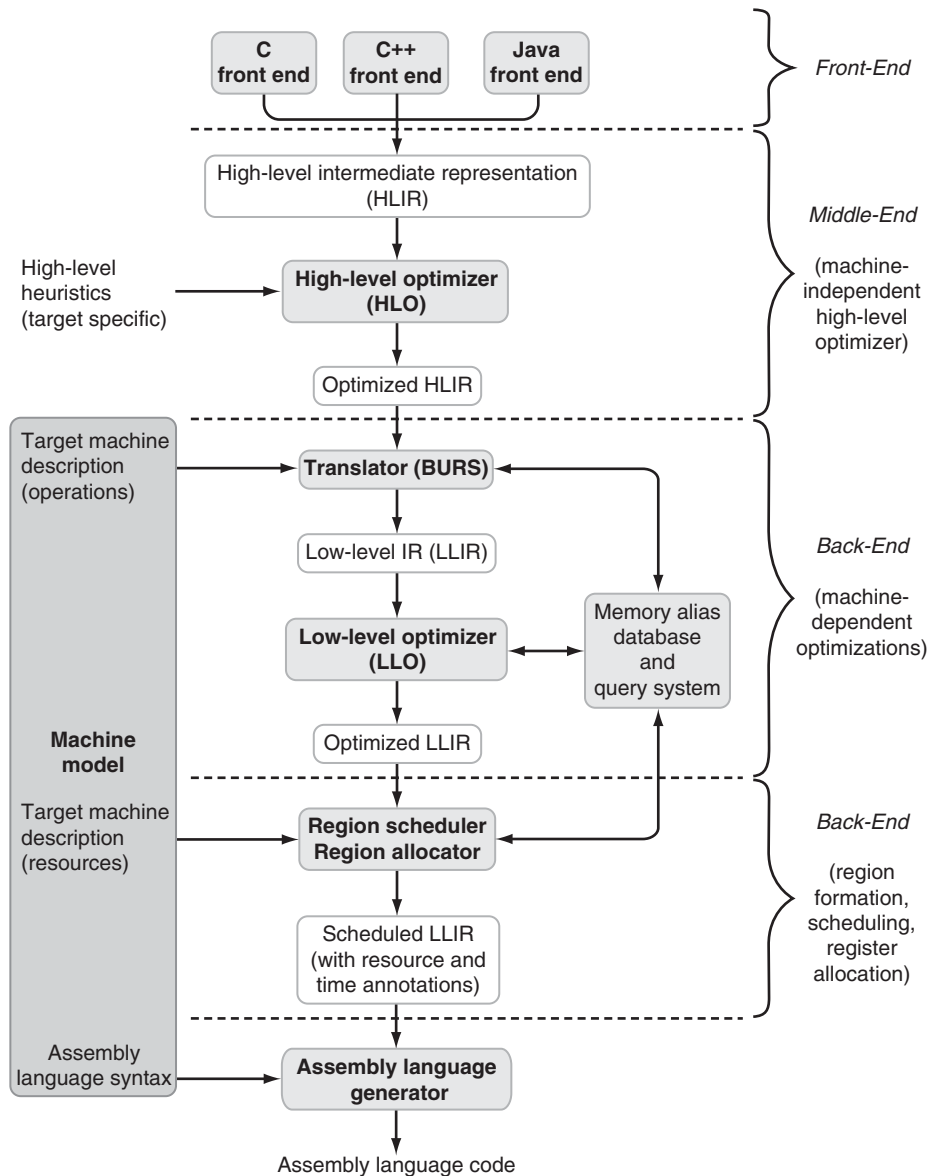 C
front end
C++
front end
Java
front end
Front-End
High-level intermediate representation
(HLIR)
Middle-End
(machine-
independent
high-level
optimizer)
High-level
heuristics
(target specific)
High-level optimizer
(HLO)
Optimized HLIR
Target machine
description
(operations)
Translator (BURS)
Low-level IR (LLIR)
Back-End
(machine-
dependent
optimizations)
Memory alias
database
and
query system
Low-level optimizer
(LLO)
Optimized LLIR
Machine
model
Target machine
description
(resources)
Region scheduler
Region allocator
Back-End
(region
formation,
scheduling,
register
allocation)
Scheduled LLIR
(with resource and
time annotations)
Assembly
language syntax
Assembly language
generator
Assembly language code